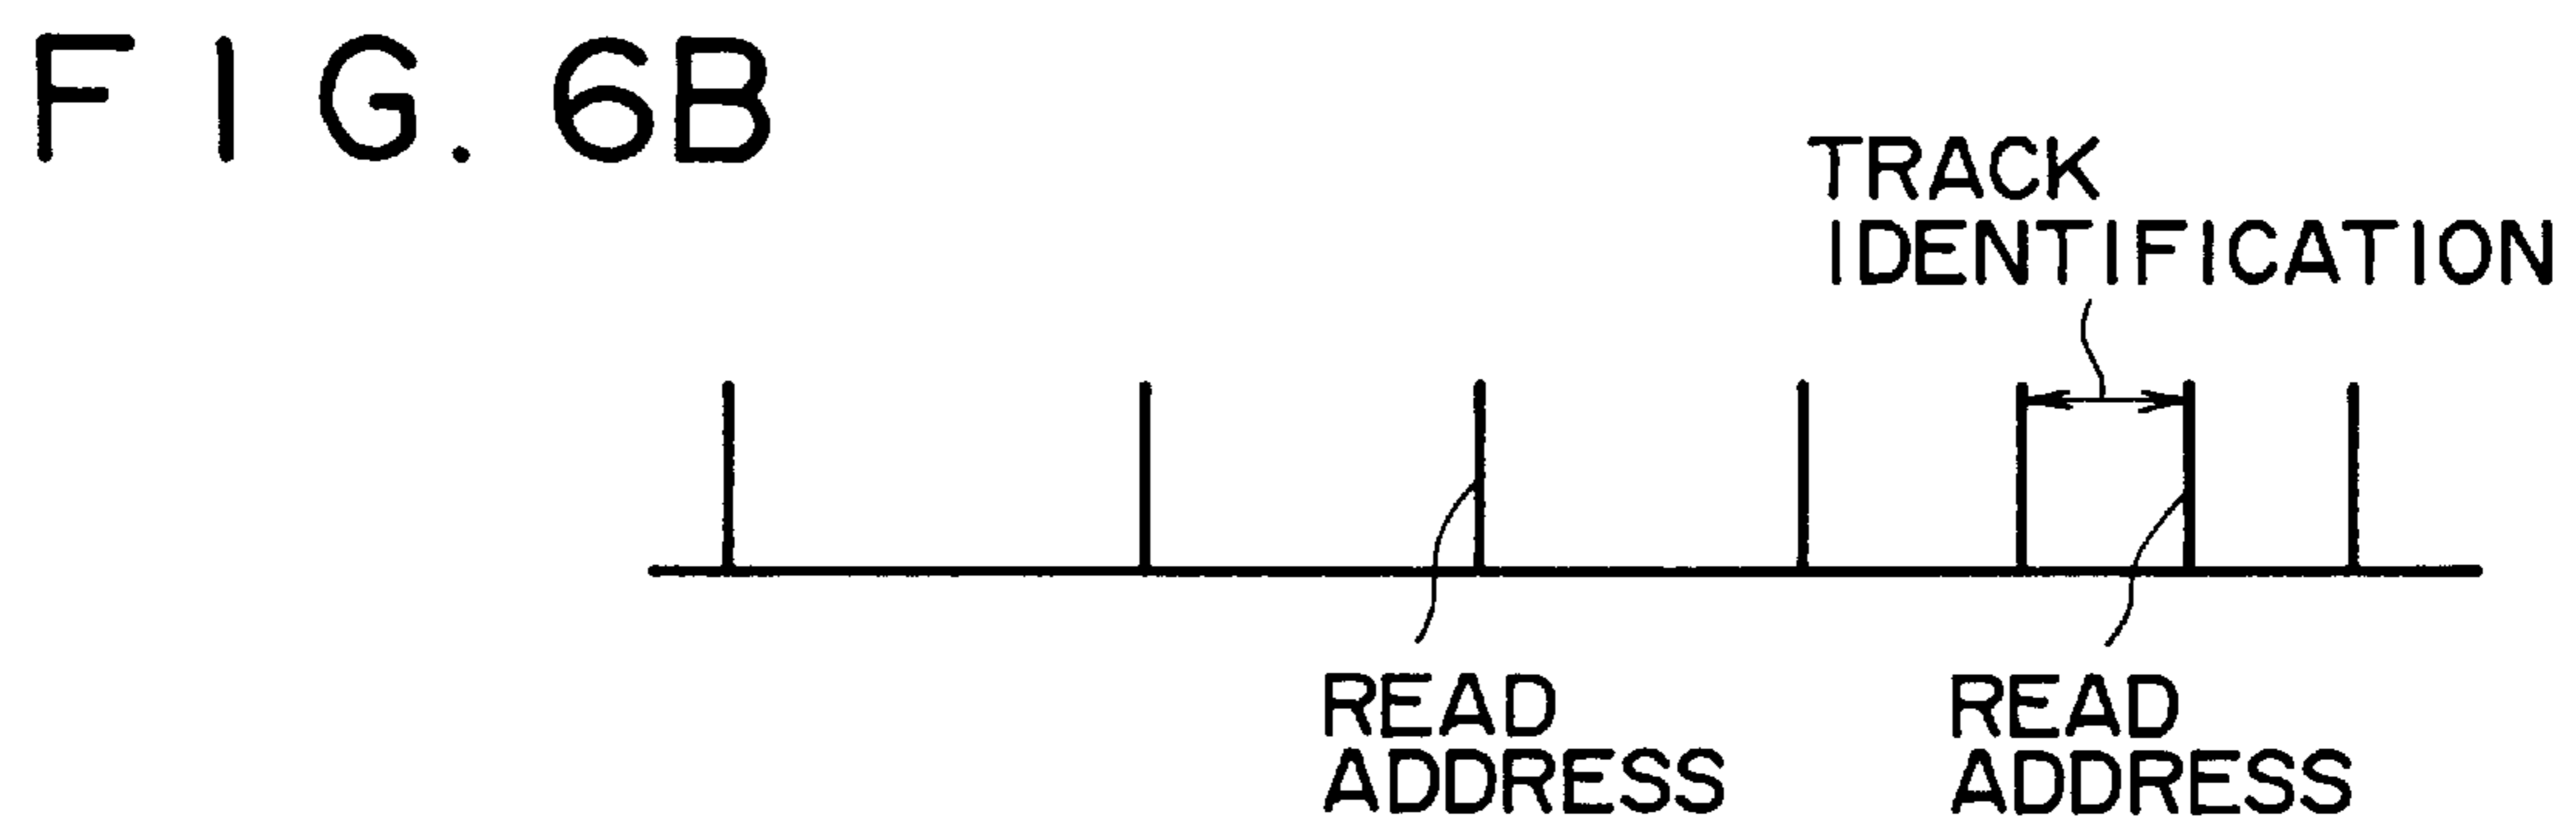 FIG. 6B
TRACK
IDENTIFICATION
READ
ADDRESS
READ
ADDRESS